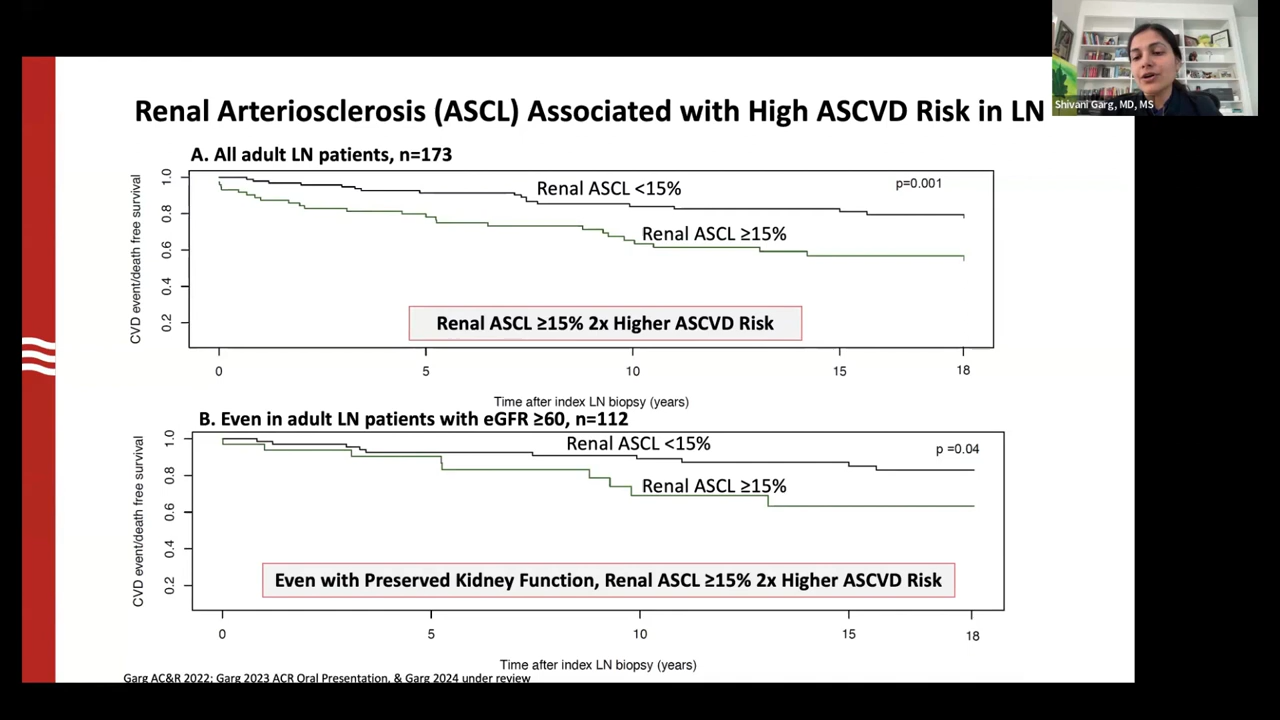 Shivani Garg, MD, MS
Renal Arteriosclerosis (ASCL) Associated with High ASCVD Risk in LN
A. All adult LN patients, n=173
CVD event/death free survival
1.0
0.8
0.6
0.4
0.2
Renal ASCL <15%
p=0.001
Renal ASCL ≥15%
Renal ASCL ≥15% 2x Higher ASCVD Risk
0 5 10 15 18
Time after index LN biopsy (years)
B. Even in adult LN patients with eGFR ≥60, n=112
CVD event/death free survival
1.0
0.8
0.6
0.4
0.2
Renal ASCL <15%
p =0.04
Renal ASCL ≥15%
Even with Preserved Kidney Function, Renal ASCL ≥15% 2x Higher ASCVD Risk
0 5 10 15 18
Time after index LN biopsy (years)
Garg AC&R 2022; Garg 2023 ACR Oral Presentation, & Garg 2024 under review